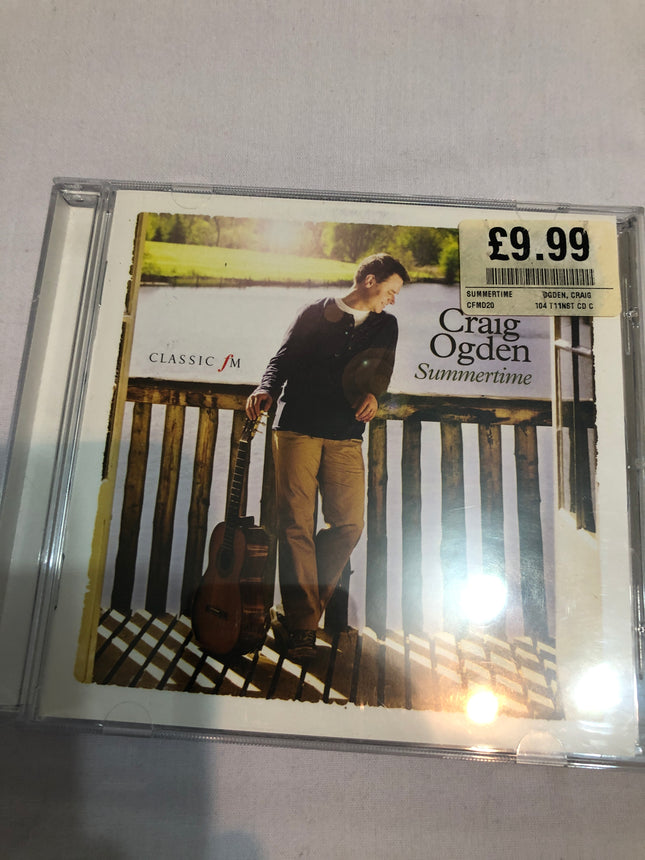 £9.99
SUMMERTIME OGDEN, CRAIG
CFMD20 104 T11NST CD C
Craig
Ogden
Summertime
CLASSIC fM